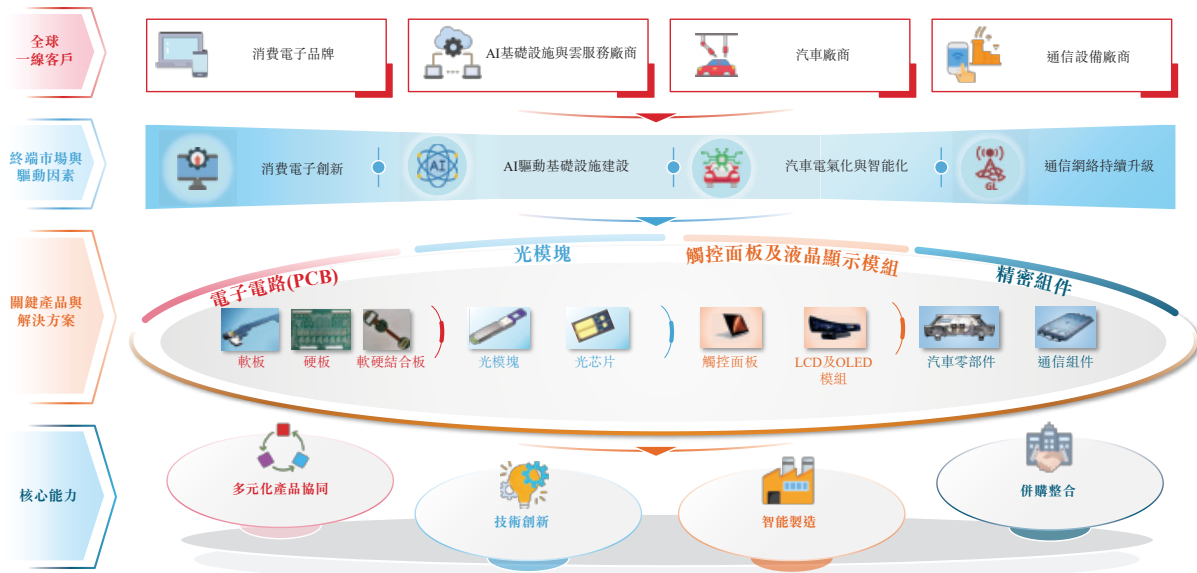 全球
一線客戶
消費電子品牌
AI基礎設施與雲服務廠商
汽車廠商
通信設備廠商
終端市場與
驅動因素
消費電子創新
AI
AI驅動基礎設施建設
汽車電氣化與智能化
GL
通信網絡持續升級
關鍵產品與
解決方案
電子電路(PCB)
光模塊
觸控面板及液晶顯示模組
精密組件
軟板
硬板
軟硬結合板
光模塊
光芯片
觸控面板
LCD及OLED
模組
汽車零部件
通信組件
核心能力
多元化產品協同
技術創新
智能製造
併購整合